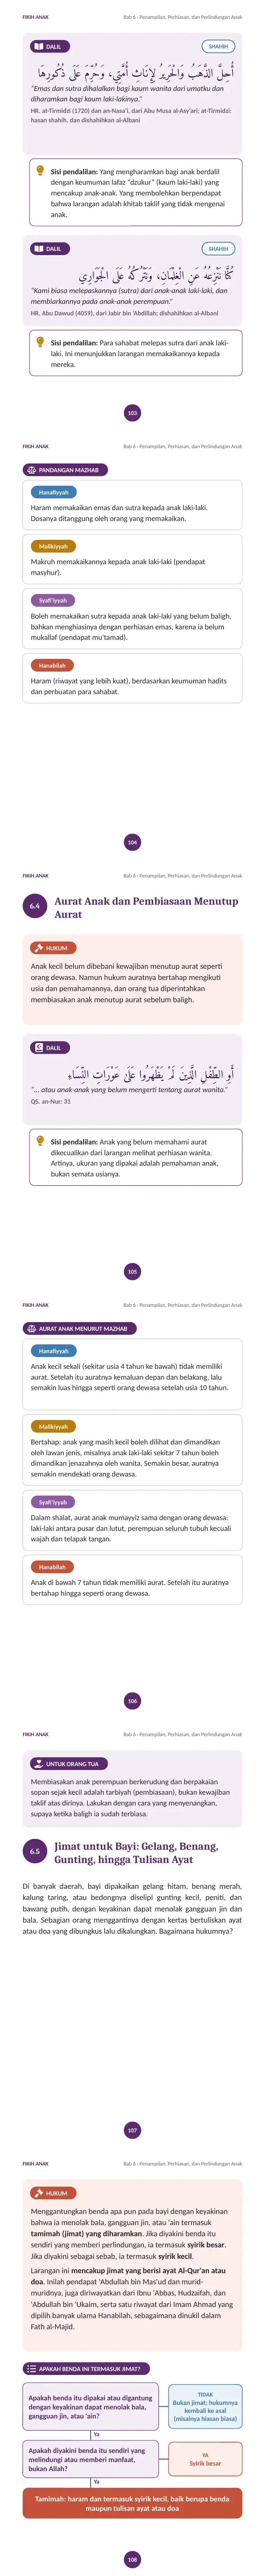 FIKIH ANAK
Bab 6 · Penampilan, Perhiasan, dan Perlindungan Anak
DALIL
SHAHIH
أُحِلَّ الذَّهَبُ وَالْحَرِيرُ لِإِنَاثِ أُمَّتِي، وَحُرِّمَ عَلَى ذُكُورِهَا
"Emas dan sutra dihalalkan bagi kaum wanita dari umatku dan
diharamkan bagi kaum laki-lakinya."
HR. at-Tirmidzi (1720) dan an-Nasa'i, dari Abu Musa al-Asy'ari; at-Tirmidzi:
hasan shahih, dan dishahihkan al-Albani
Sisi pendalilan: Yang mengharamkan bagi anak berdalil
dengan keumuman lafaz "dzukur" (kaum laki-laki) yang
mencakup anak-anak. Yang membolehkan berpendapat
bahwa larangan adalah khitab taklif yang tidak mengenai
anak.
DALIL
SHAHIH
كُنَّا نَنْزِعُهُ عَنِ الْغِلْمَانِ، وَنَتْرُكُهُ عَلَى الْجَوَارِي
"Kami biasa melepaskannya (sutra) dari anak-anak laki-laki, dan
membiarkannya pada anak-anak perempuan."
HR. Abu Dawud (4059), dari Jabir bin 'Abdillah; dishahihkan al-Albani
Sisi pendalilan: Para sahabat melepas sutra dari anak laki-
laki. Ini menunjukkan larangan memakaikannya kepada
mereka.
103
FIKIH ANAK
Bab 6 · Penampilan, Perhiasan, dan Perlindungan Anak
PANDANGAN MAZHAB
Hanafiyyah
Haram memakaikan emas dan sutra kepada anak laki-laki.
Dosanya ditanggung oleh orang yang memakaikan.
Malikiyyah
Makruh memakaikannya kepada anak laki-laki (pendapat
masyhur).
Syafi'iyyah
Boleh memakaikan sutra kepada anak laki-laki yang belum baligh,
bahkan menghiasinya dengan perhiasan emas, karena ia belum
mukallaf (pendapat mu'tamad).
Hanabilah
Haram (riwayat yang lebih kuat), berdasarkan keumuman hadits
dan perbuatan para sahabat.
104
FIKIH ANAK
Bab 6 · Penampilan, Perhiasan, dan Perlindungan Anak
6.4
Aurat Anak dan Pembiasaan Menutup
Aurat
HUKUM
Anak kecil belum dibebani kewajiban menutup aurat seperti
orang dewasa. Namun hukum auratnya bertahap mengikuti
usia dan pemahamannya, dan orang tua diperintahkan
membiasakan anak menutup aurat sebelum baligh.
DALIL
أَوِ الطِّفْلِ الَّذِينَ لَمْ يَظْهَرُوا عَلَىٰ عَوْرَاتِ النِّسَاءِ
"... atau anak-anak yang belum mengerti tentang aurat wanita."
QS. an-Nur: 31
Sisi pendalilan: Anak yang belum memahami aurat
dikecualikan dari larangan melihat perhiasan wanita.
Artinya, ukuran yang dipakai adalah pemahaman anak,
bukan semata usianya.
105
FIKIH ANAK
Bab 6 · Penampilan, Perhiasan, dan Perlindungan Anak
AURAT ANAK MENURUT MAZHAB
Hanafiyyah
Anak kecil sekali (sekitar usia 4 tahun ke bawah) tidak memiliki
aurat. Setelah itu auratnya kemaluan depan dan belakang, lalu
semakin luas hingga seperti orang dewasa setelah usia 10 tahun.
Malikiyyah
Bertahap: anak yang masih kecil boleh dilihat dan dimandikan
oleh lawan jenis, misalnya anak laki-laki sekitar 7 tahun boleh
dimandikan jenazahnya oleh wanita. Semakin besar, auratnya
semakin mendekati orang dewasa.
Syafi'iyyah
Dalam shalat, aurat anak mumayyiz sama dengan orang dewasa:
laki-laki antara pusar dan lutut, perempuan seluruh tubuh kecuali
wajah dan telapak tangan.
Hanabilah
Anak di bawah 7 tahun tidak memiliki aurat. Setelah itu auratnya
bertahap hingga seperti orang dewasa.
106
FIKIH ANAK
Bab 6 · Penampilan, Perhiasan, dan Perlindungan Anak
UNTUK ORANG TUA
Membiasakan anak perempuan berkerudung dan berpakaian
sopan sejak kecil adalah tarbiyah (pembiasaan), bukan kewajiban
taklif atas dirinya. Lakukan dengan cara yang menyenangkan,
supaya ketika baligh ia sudah terbiasa.
6.5
Jimat untuk Bayi: Gelang, Benang,
Gunting, hingga Tulisan Ayat
Di banyak daerah, bayi dipakaikan gelang hitam, benang merah,
kalung taring, atau bedongnya diselipi gunting kecil, peniti, dan
bawang putih, dengan keyakinan dapat menolak gangguan jin dan
bala. Sebagian orang menggantinya dengan kertas bertuliskan ayat
atau doa yang dibungkus lalu dikalungkan. Bagaimana hukumnya?
107
FIKIH ANAK
Bab 6 · Penampilan, Perhiasan, dan Perlindungan Anak
HUKUM
Menggantungkan benda apa pun pada bayi dengan keyakinan
bahwa ia menolak bala, gangguan jin, atau 'ain termasuk
tamimah (jimat) yang diharamkan. Jika diyakini benda itu
sendiri yang memberi perlindungan, ia termasuk syirik besar.
Jika diyakini sebagai sebab, ia termasuk syirik kecil.
Larangan ini mencakup jimat yang berisi ayat Al-Qur'an atau
doa. Inilah pendapat 'Abdullah bin Mas'ud dan murid-
muridnya, juga diriwayatkan dari Ibnu 'Abbas, Hudzaifah, dan
'Abdullah bin 'Ukaim, serta satu riwayat dari Imam Ahmad yang
dipilih banyak ulama Hanabilah, sebagaimana dinukil dalam
Fath al-Majid.
APAKAH BENDA INI TERMASUK JIMAT?
Apakah benda itu dipakai atau digantung
dengan keyakinan dapat menolak bala,
gangguan jin, atau 'ain?
TIDAK
Bukan jimat; hukumnya
kembali ke asal
(misalnya hiasan biasa)
Ya
Apakah diyakini benda itu sendiri yang
melindungi atau memberi manfaat,
bukan Allah?
YA
Syirik besar
Ya
Tamimah: haram dan termasuk syirik kecil, baik berupa benda
maupun tulisan ayat atau doa
108